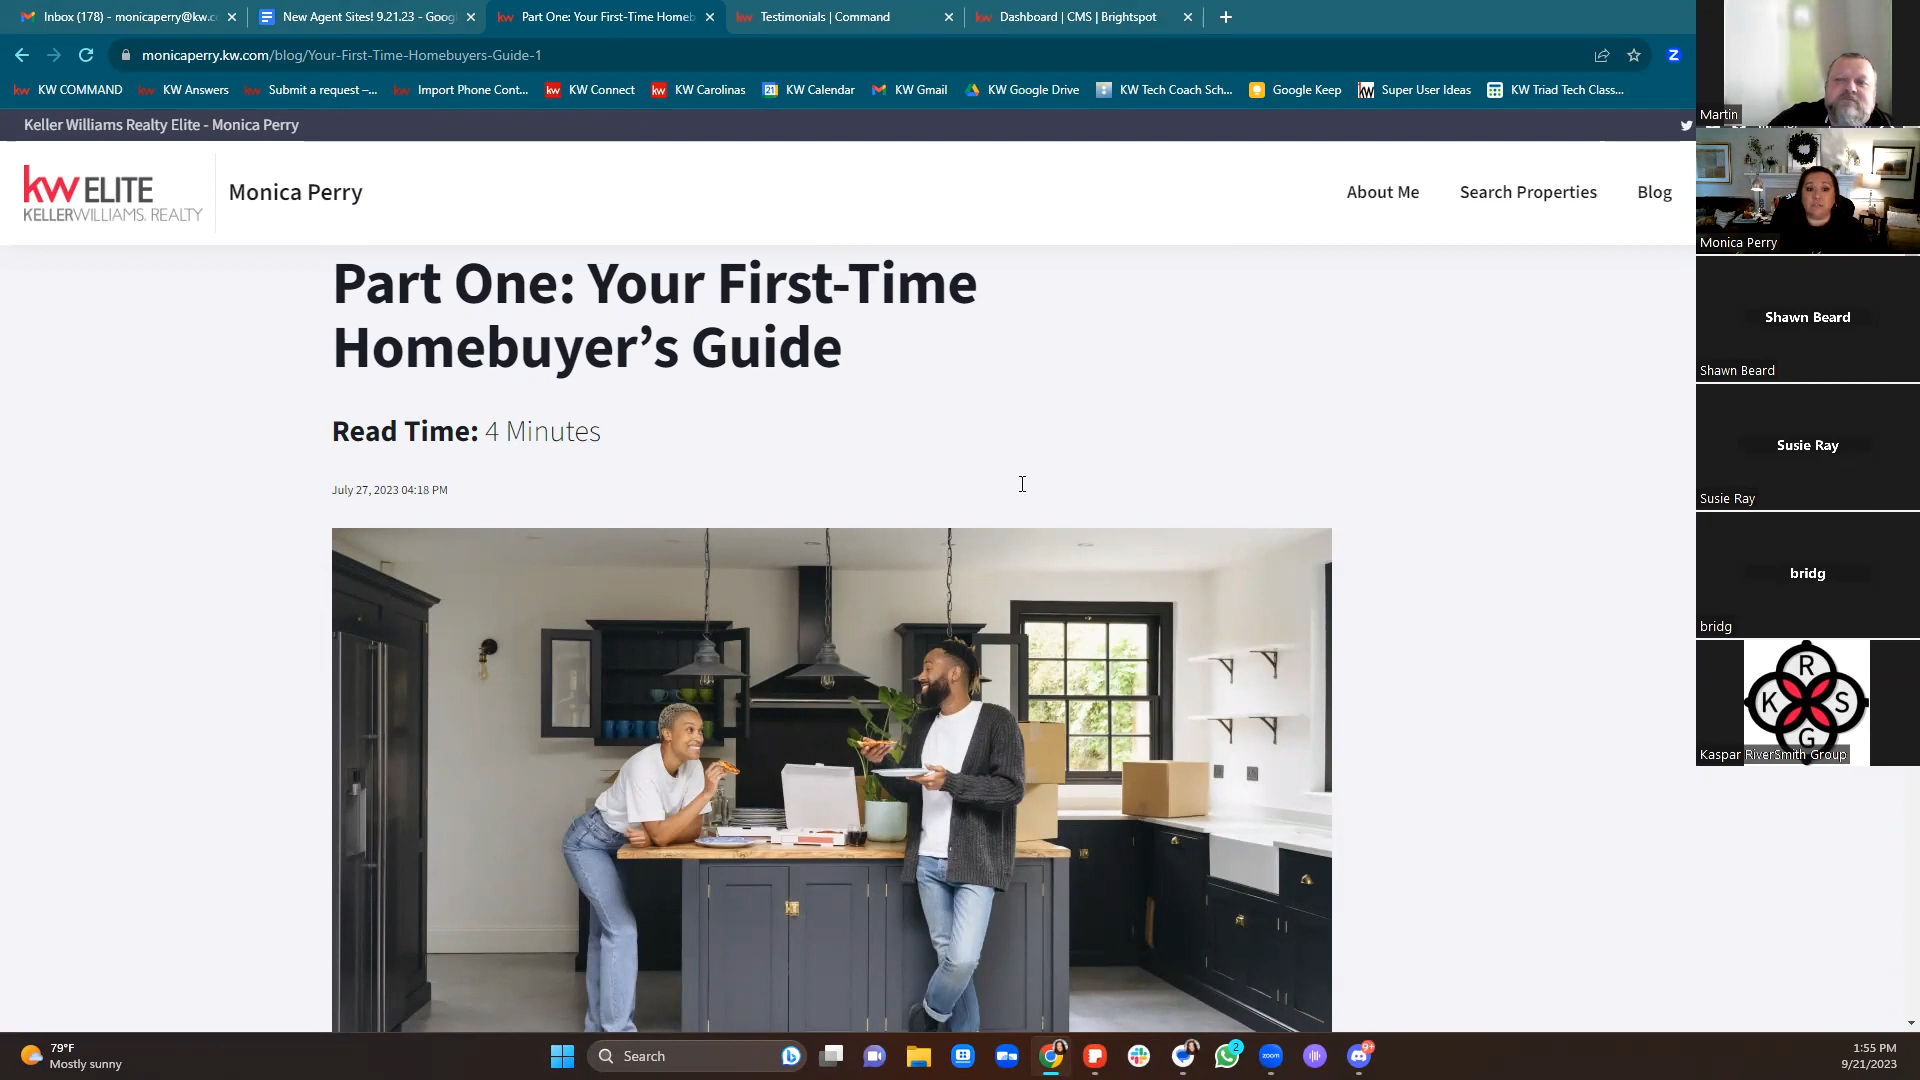 Inbox (178) - monicaperry@kw.c
New Agent Sites! 9.21.23 - Goog
Part One: Your First-Time Homeb
Testimonials | Command
Dashboard | CMS | Brightspot
monicaperry.kw.com/blog/Your-First-Time-Homebuyers-Guide-1
KW COMMAND
KW Answers
Submit a request –...
Import Phone Cont...
KW Connect
KW Carolinas
KW Calendar
KW Gmail
KW Google Drive
KW Tech Coach Sch...
Google Keep
Super User Ideas
KW Triad Tech Class...
Keller Williams Realty Elite - Monica Perry
kw ELITE
KELLERWILLIAMS. REALTY
Monica Perry
About Me
Search Properties
Blog
Part One: Your First-Time
Homebuyer’s Guide
Read Time: 4 Minutes
July 27, 2023 04:18 PM
Martin
Monica Perry
Shawn Beard
Shawn Beard
Susie Ray
Susie Ray
bridg
bridg
R
K S
G
Kaspar RiverSmith Group
79°F
Mostly sunny
Search
2
zoom
9+
1:55 PM
9/21/2023